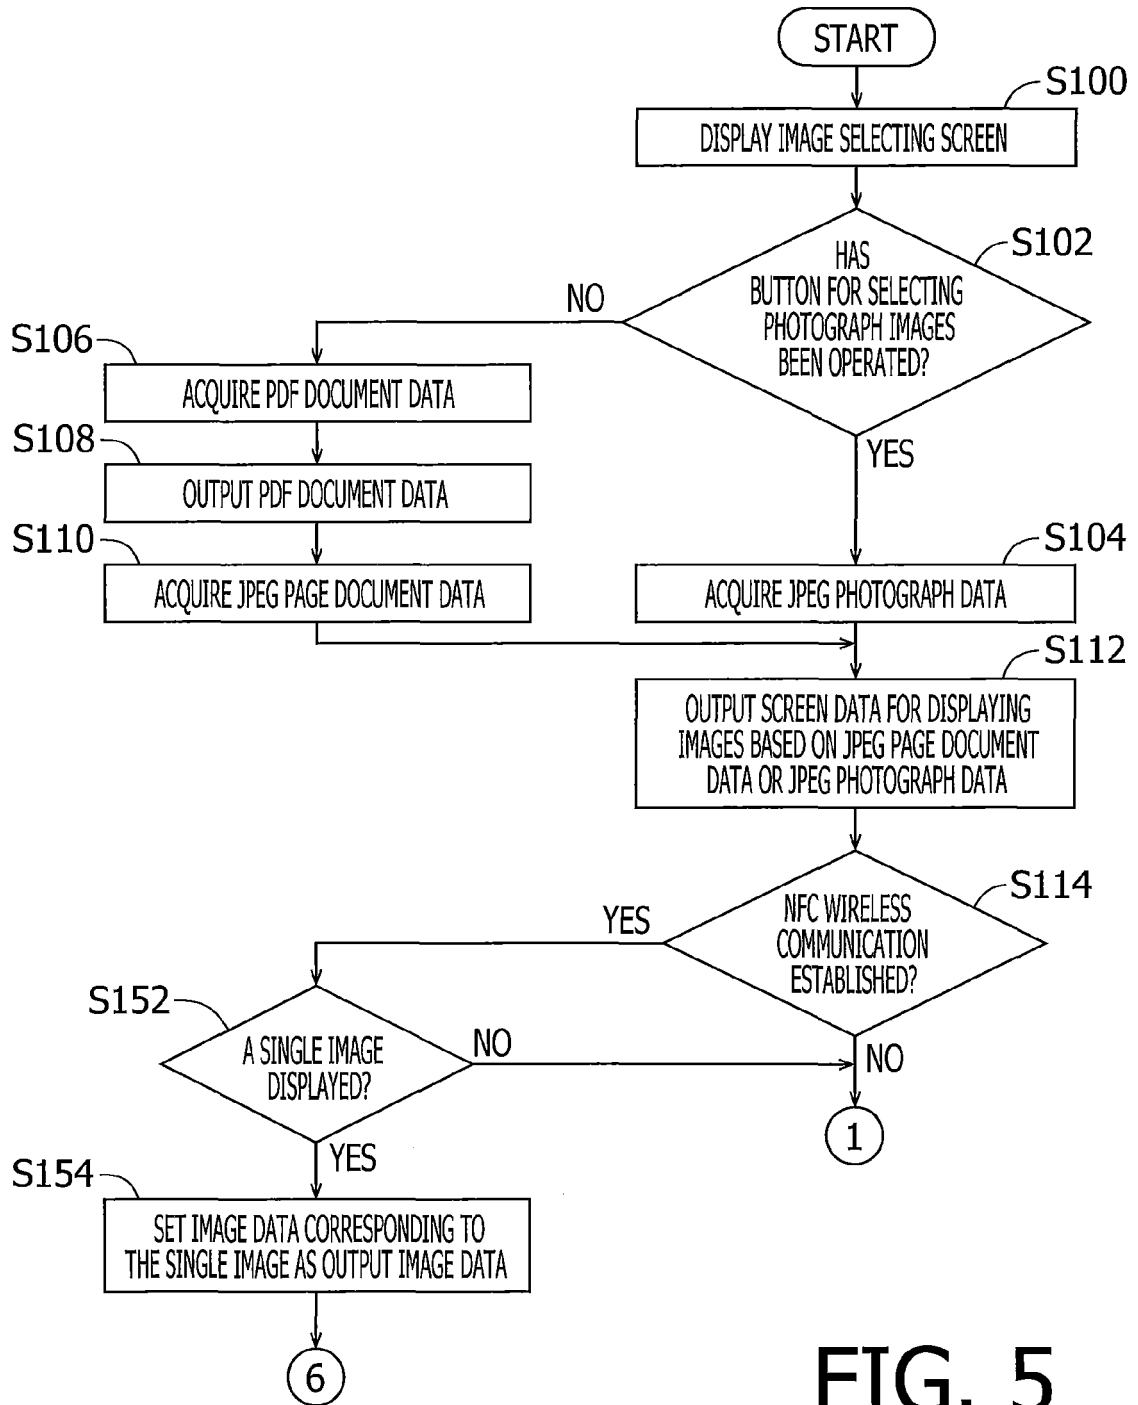 START
S100
DISPLAY IMAGE SELECTING SCREEN
S102
HAS
BUTTON FOR SELECTING
PHOTOGRAPH IMAGES
BEEN OPERATED?
NO
YES
S106
ACQUIRE PDF DOCUMENT DATA
S108
OUTPUT PDF DOCUMENT DATA
S110
ACQUIRE JPEG PAGE DOCUMENT DATA
S104
ACQUIRE JPEG PHOTOGRAPH DATA
S112
OUTPUT SCREEN DATA FOR DISPLAYING
IMAGES BASED ON JPEG PAGE DOCUMENT
DATA OR JPEG PHOTOGRAPH DATA
S114
NFC WIRELESS
COMMUNICATION
ESTABLISHED?
YES
NO
S152
A SINGLE IMAGE
DISPLAYED?
NO
YES
1
S154
SET IMAGE DATA CORRESPONDING TO
THE SINGLE IMAGE AS OUTPUT IMAGE DATA
6
FIG. 5